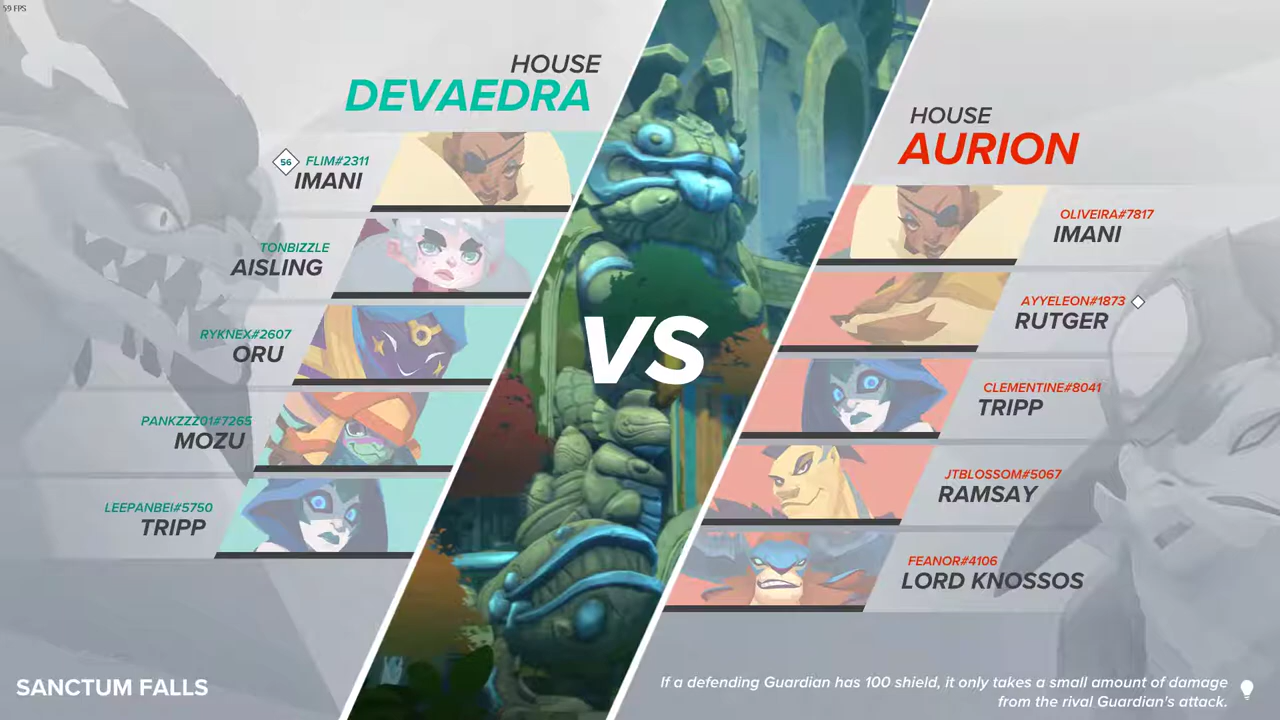 59 FPS
HOUSE
DEVAEDRA
56 FLIM#2311
IMANI
TONBIZZLE
AISLING
RYKNEX#2607
ORU
PANKZZZ01#7265
MOZU
LEEPANBEI#5750
TRIPP
VS
HOUSE
AURION
OLIVEIRA#7817
IMANI
AYYELEON#1873
RUTGER
CLEMENTINE#8041
TRIPP
JTBLOSSOM#5067
RAMSAY
FEANOR#4106
LORD KNOSSOS
SANCTUM FALLS
If a defending Guardian has 100 shield, it only takes a small amount of damage
from the rival Guardian's attack.